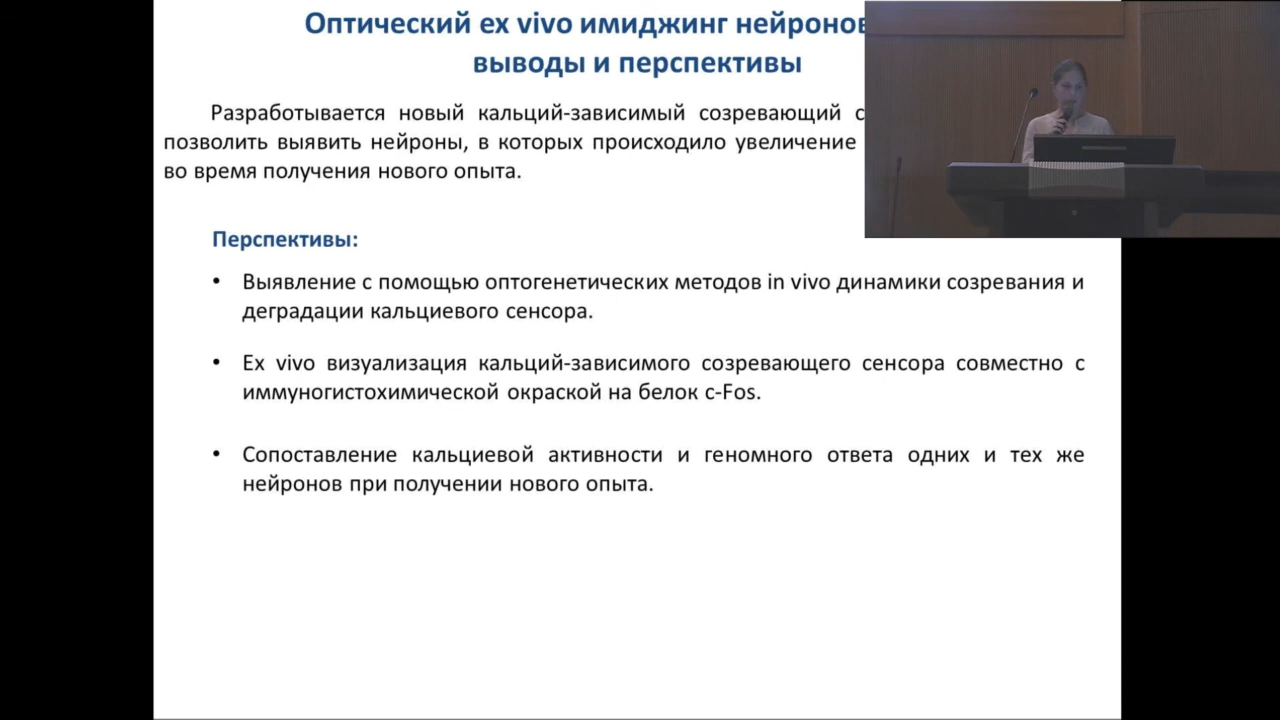 Оптический ex vivo имиджинг нейронов
выводы и перспективы
Разрабатывается новый кальций-зависимый созревающий
позволить выявить нейроны, в которых происходило увеличение
во время получения нового опыта.
Перспективы:
• Выявление с помощью оптогенетических методов in vivo динамики созревания и
деградации кальциевого сенсора.
• Ex vivo визуализация кальций-зависимого созревающего сенсора совместно с
иммуногистохимической окраской на белок c-Fos.
• Сопоставление кальциевой активности и геномного ответа одних и тех же
нейронов при получении нового опыта.